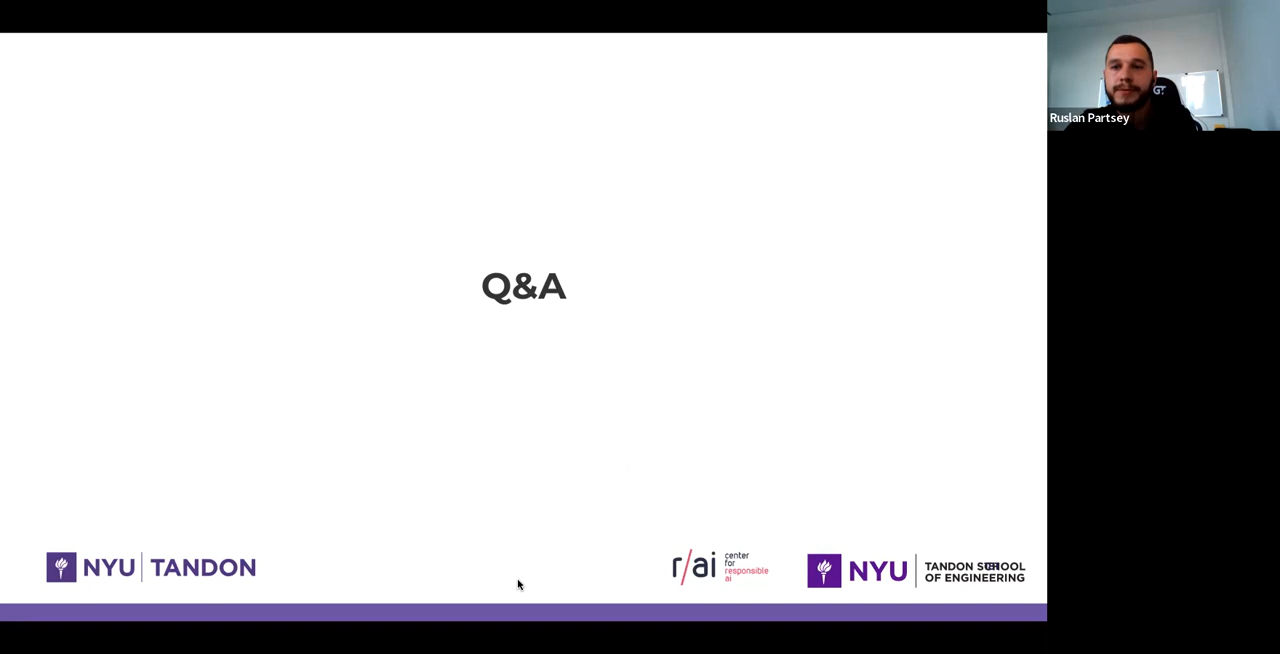 Ruslan Partsey
Q&A
NYU TANDON
r/ai
center
for
responsible
ai
NYU
TANDON SCHOOL
OF ENGINEERING